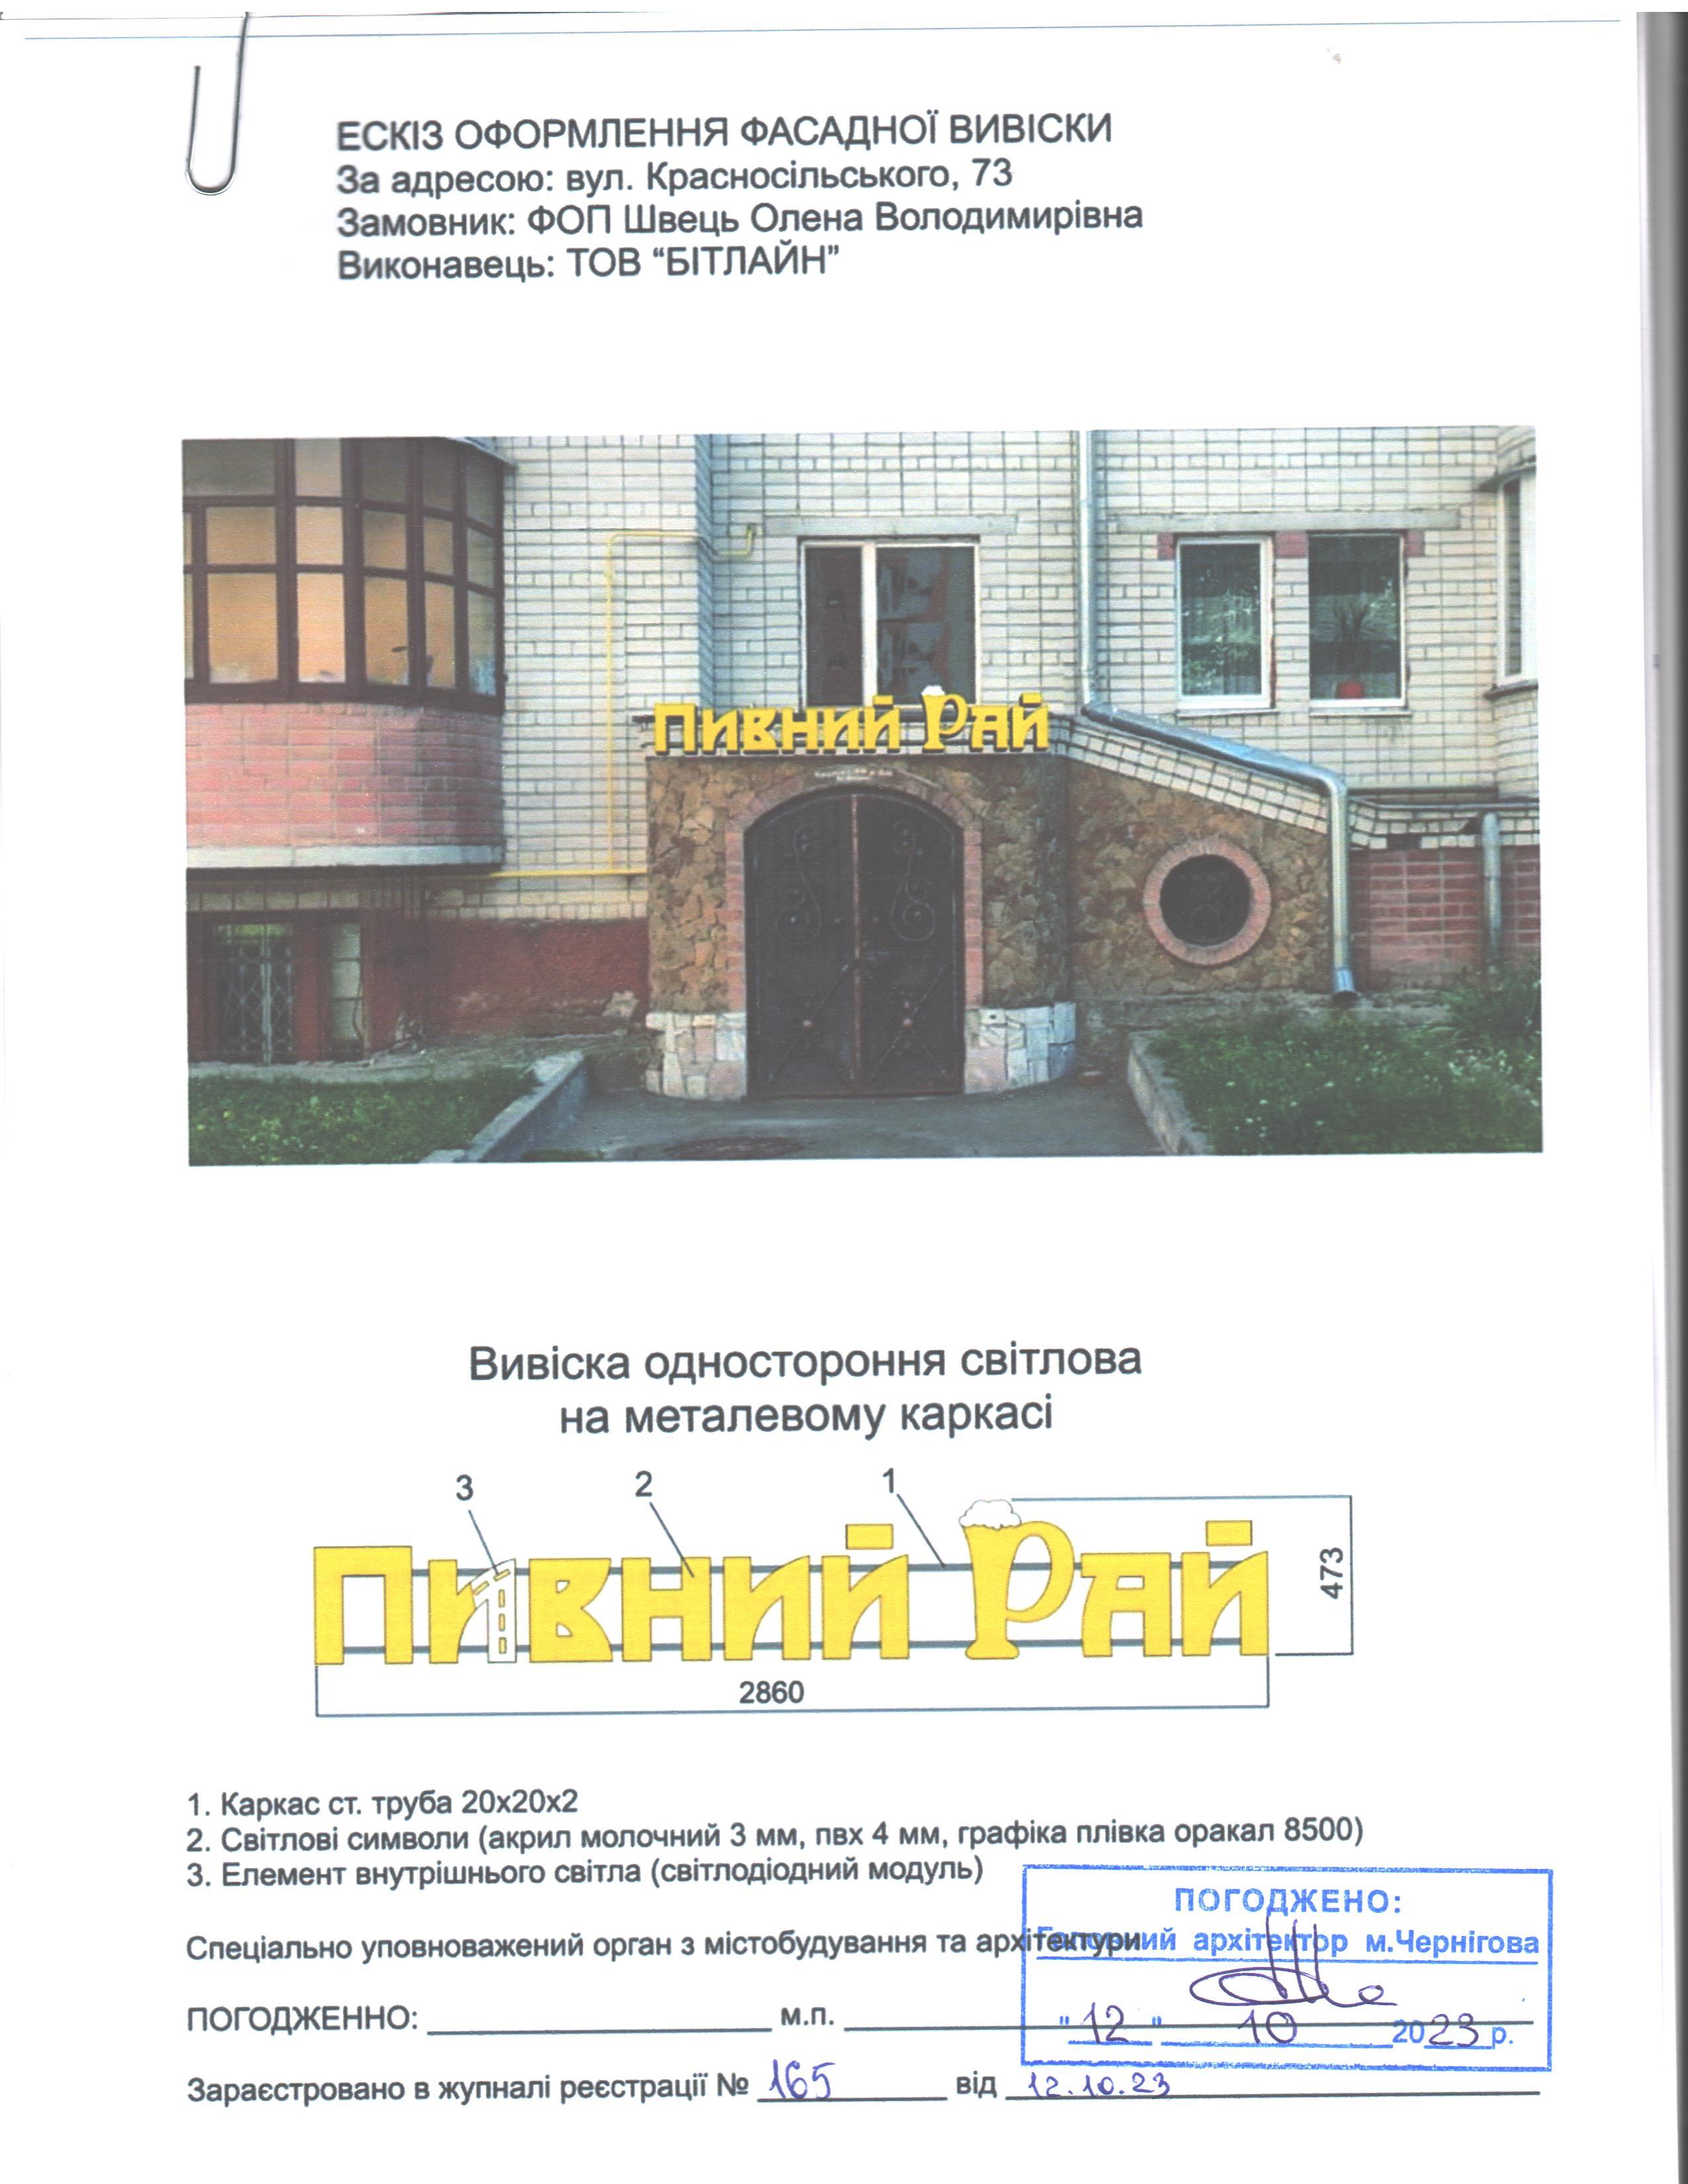 ЕСКІЗ ОФОРМЛЕННЯ ФАСАДНОЇ ВИВІСКИ
За адресою: вул. Красносільського, 73
Замовник: ФОП Швець Олена Володимирівна
Виконавець: ТОВ “БІТЛАЙН”
Пивний Рай
Вивіска одностороння світлова
на металевому каркасі
3 2 1
Пивний Рай
473
2860
1. Каркас ст. труба 20х20х2
2. Світлові символи (акрил молочний 3 мм, пвх 4 мм, графіка плівка оракал 8500)
3. Елемент внутрішнього світла (світлодіодний модуль)
ПОГОДЖЕНО:
Спеціально уповноважений орган з містобудування та архітектури
Головний архітектор м.Чернігова
ПОГОДЖЕННО: м.п.
"12" 10 2023 р.
Зараєстровано в жупналі реєстрації № 165 від 12.10.23